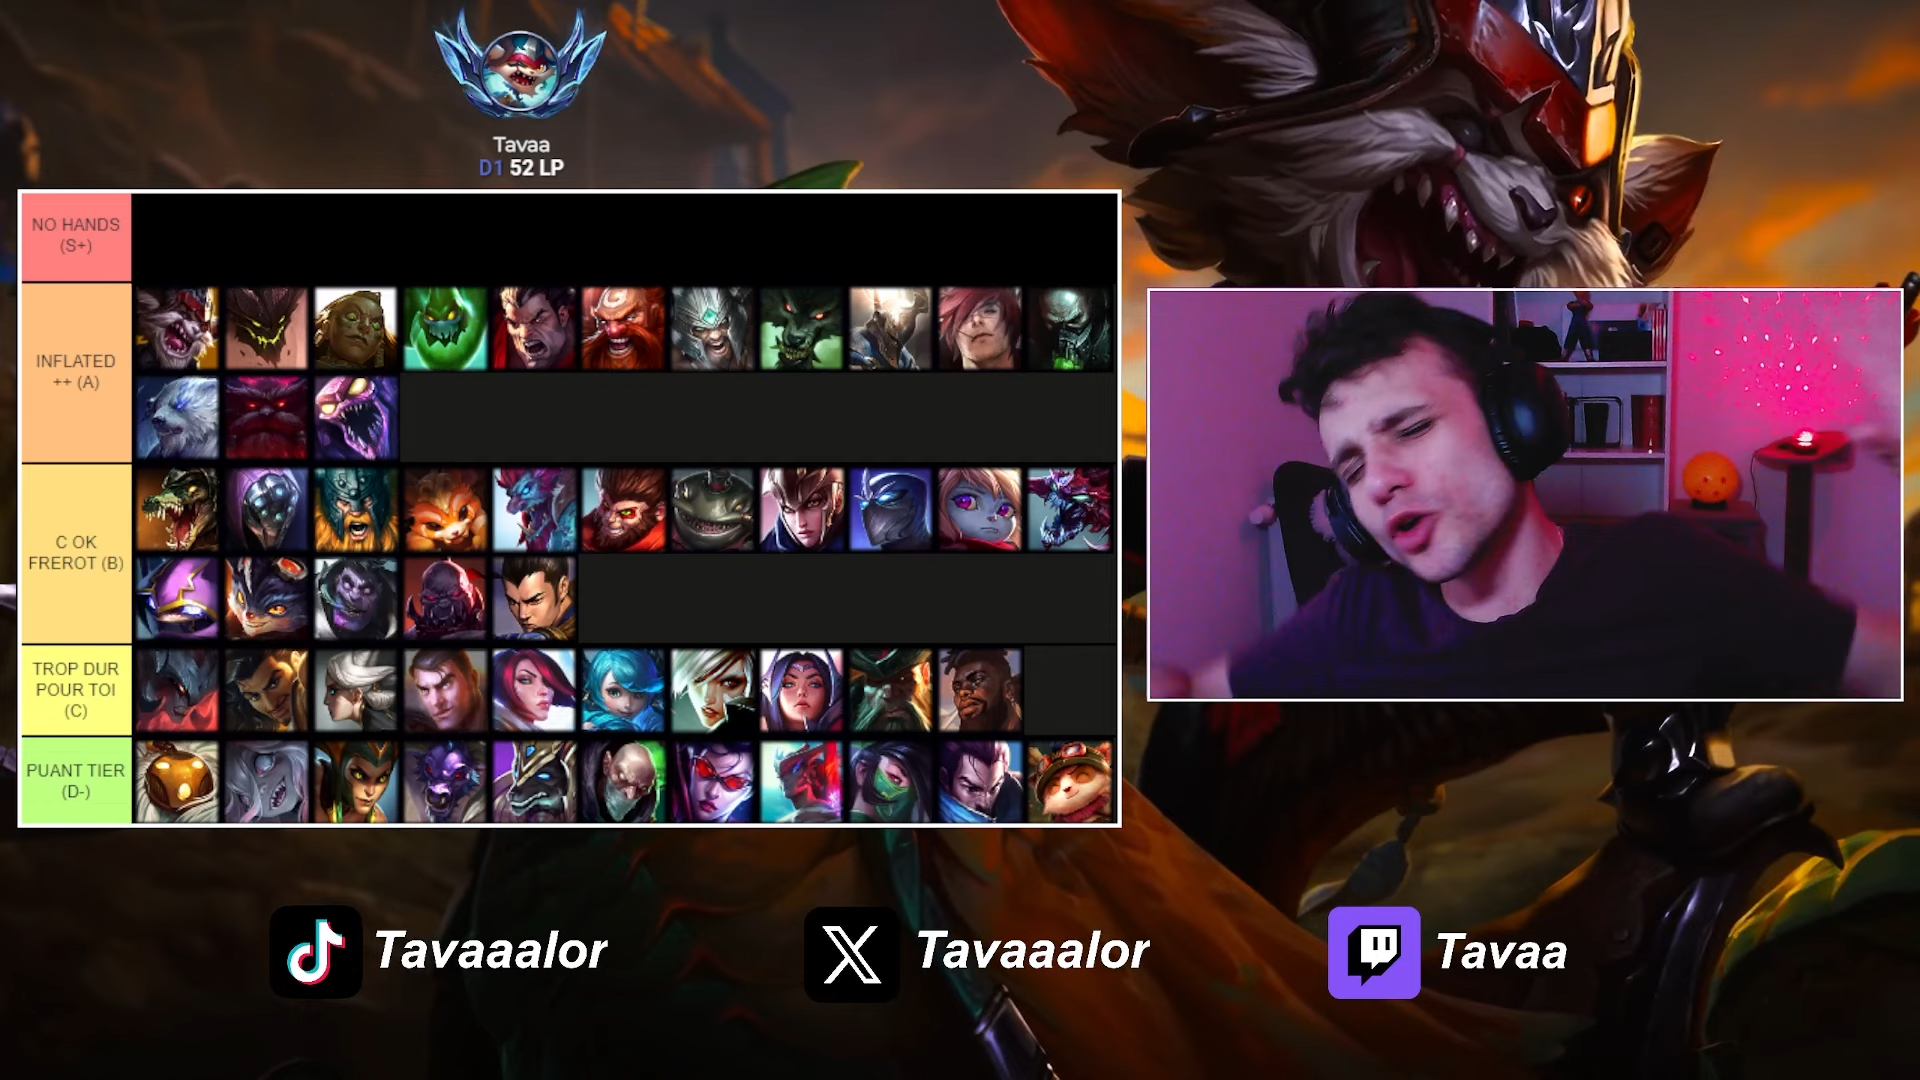 Tavaa
D1 52 LP
NO HANDS
(S+)
INFLATED
++ (A)
C OK
FREROT (B)
TROP DUR
POUR TOI
(C)
PUANT TIER
(D-)
Tavaaalor
Tavaaalor
Tavaa